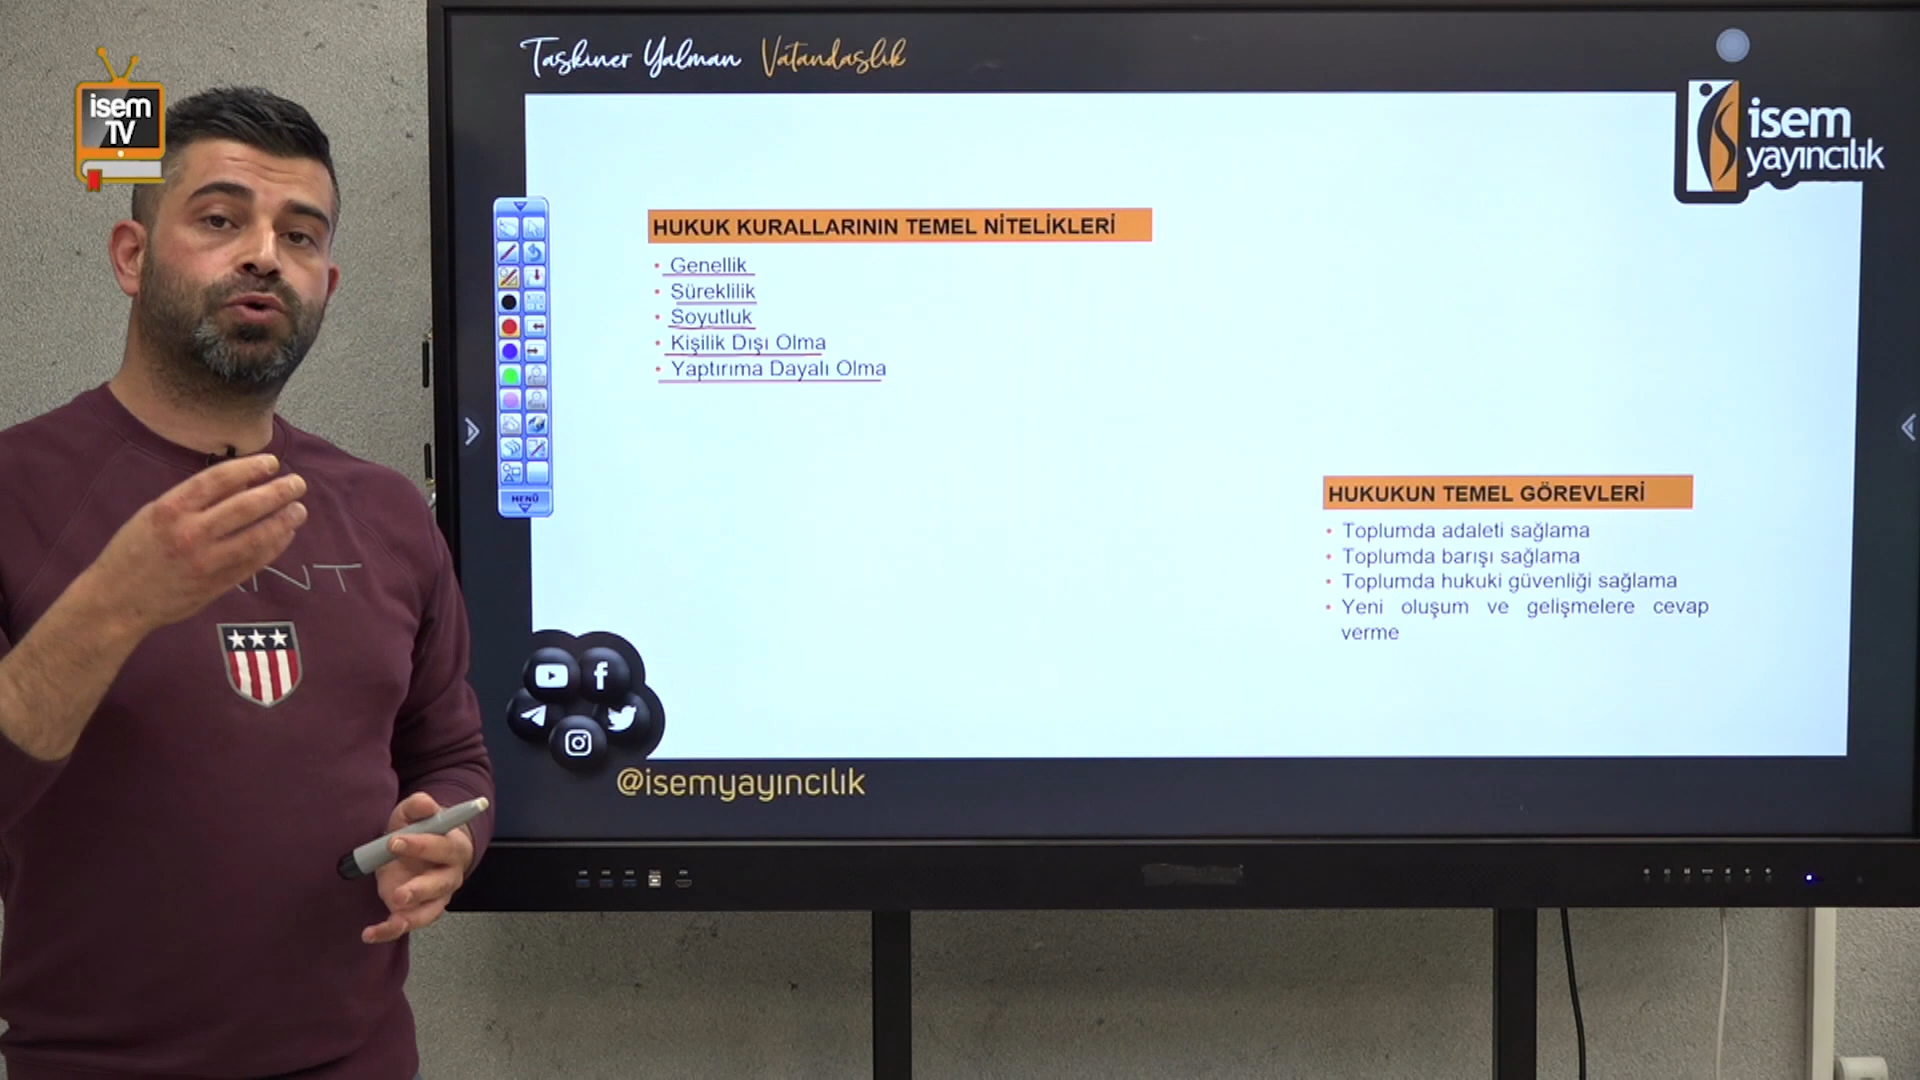 isem
TV
Taşkıner Yalman Vatandaşlık
isem
yayıncılık
HUKUK KURALLARININ TEMEL NİTELİKLERİ
• Genellik
• Süreklilik
• Soyutluk
• Kişilik Dışı Olma
• Yaptırıma Dayalı Olma
MENÜ
HUKUKUN TEMEL GÖREVLERİ
• Toplumda adaleti sağlama
• Toplumda barışı sağlama
• Toplumda hukuki güvenliği sağlama
• Yeni oluşum ve gelişmelere cevap
verme
@isemyayıncılık